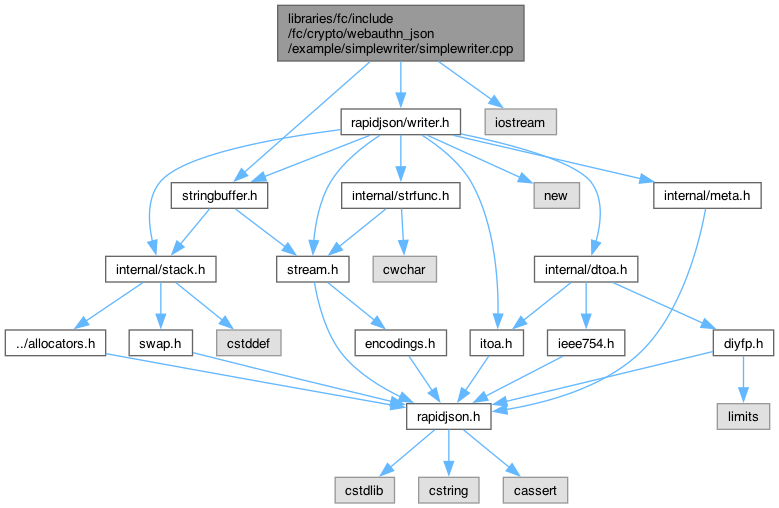 libraries/fc/include
/fc/crypto/webauthn_json
/example/simplewriter/simplewriter.cpp
rapidjson/writer.h
iostream
stringbuffer.h
internal/strfunc.h
new
internal/meta.h
internal/stack.h
stream.h
cwchar
internal/dtoa.h
../allocators.h
swap.h
cstddef
encodings.h
itoa.h
ieee754.h
diyfp.h
rapidjson.h
limits
cstdlib
cstring
cassert